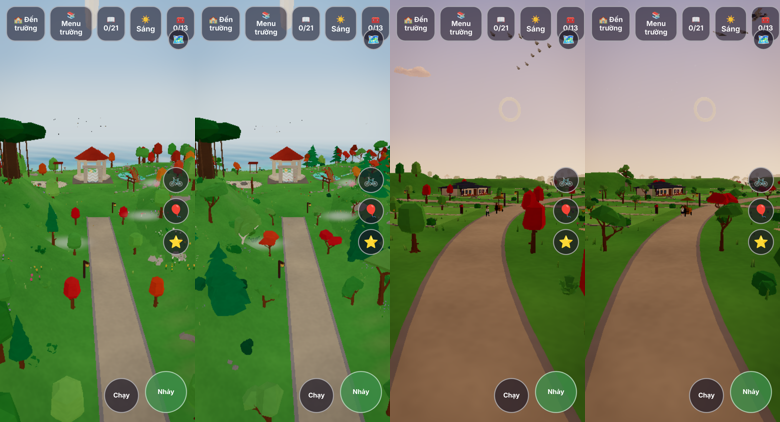 Đến trường
Menu trường
0/21
Sáng
0/13
Chạy
Nhảy
Đến trường
Menu trường
0/21
Sáng
0/13
Chạy
Nhảy
Đến trường
Menu trường
0/21
Sáng
0/13
Chạy
Nhảy
Đến trường
Menu trường
0/21
Sáng
0/13
Chạy
Nhảy